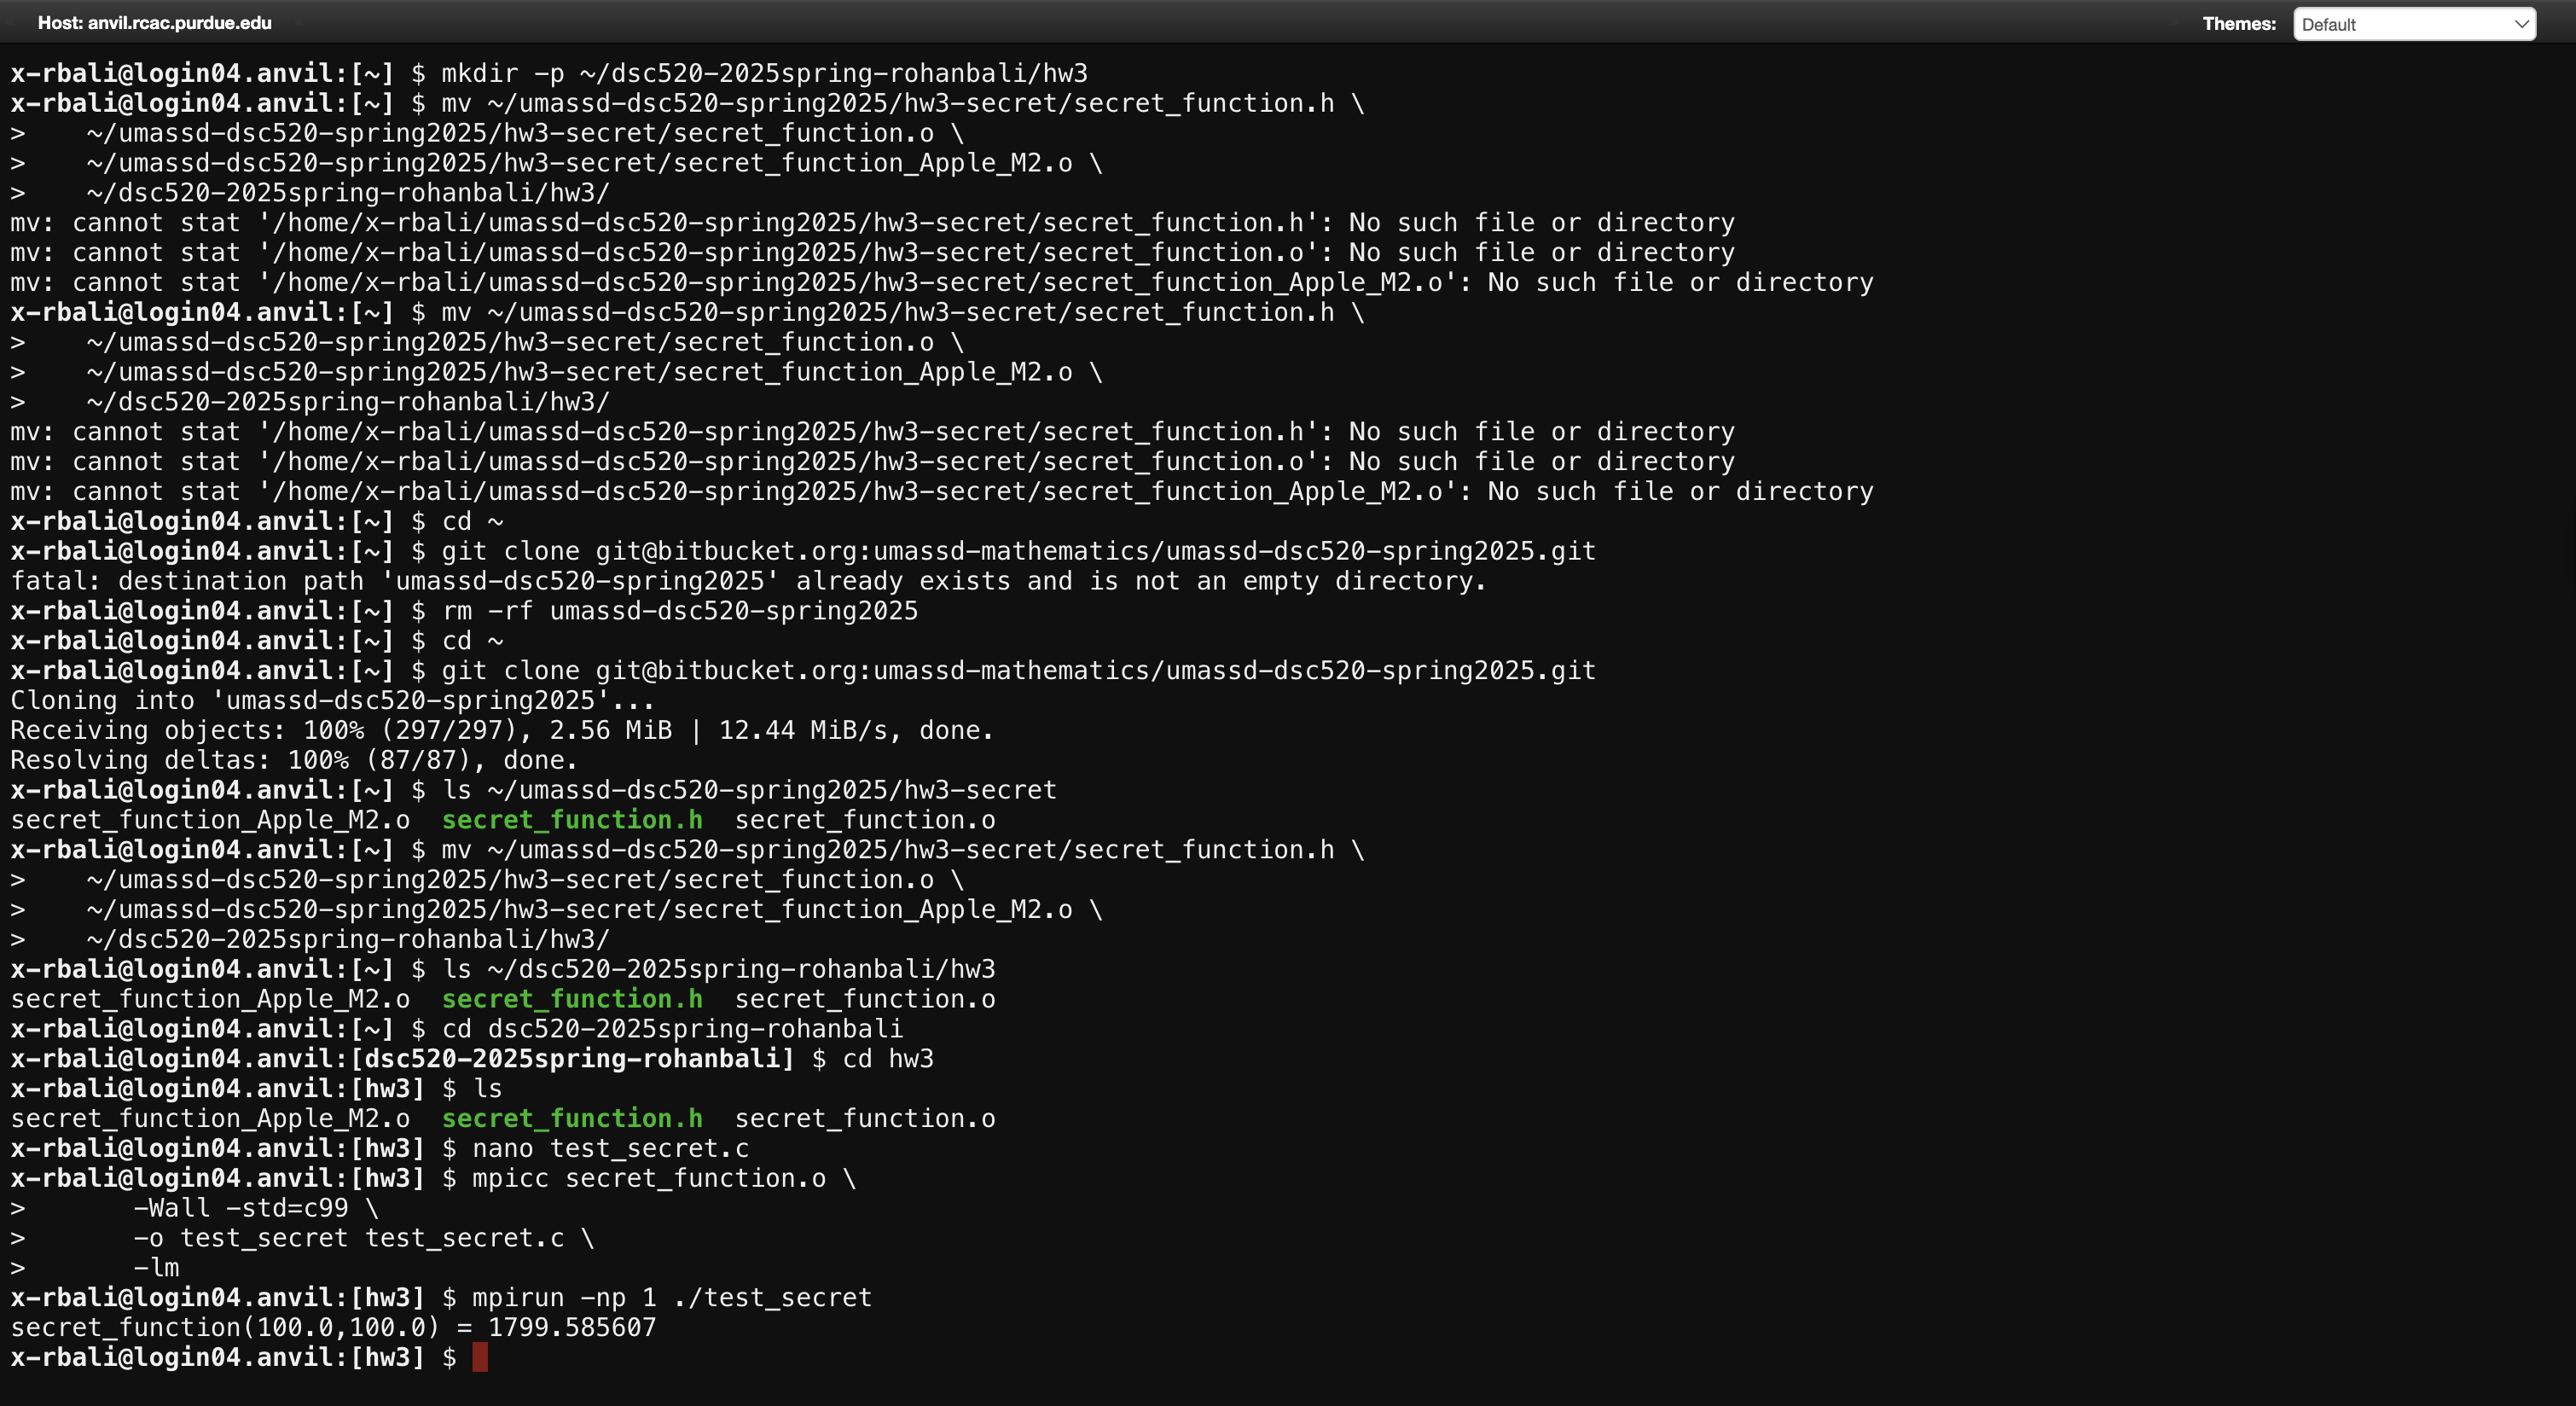 Host: anvil.rcac.purdue.edu
Themes: Default
x-rbali@login04.anvil:[~] $ mkdir -p ~/dsc520-2025spring-rohanbali/hw3
x-rbali@login04.anvil:[~] $ mv ~/umassd-dsc520-spring2025/hw3-secret/secret_function.h \
>    ~/umassd-dsc520-spring2025/hw3-secret/secret_function.o \
>    ~/umassd-dsc520-spring2025/hw3-secret/secret_function_Apple_M2.o \
>    ~/dsc520-2025spring-rohanbali/hw3/
mv: cannot stat '/home/x-rbali/umassd-dsc520-spring2025/hw3-secret/secret_function.h': No such file or directory
mv: cannot stat '/home/x-rbali/umassd-dsc520-spring2025/hw3-secret/secret_function.o': No such file or directory
mv: cannot stat '/home/x-rbali/umassd-dsc520-spring2025/hw3-secret/secret_function_Apple_M2.o': No such file or directory
x-rbali@login04.anvil:[~] $ mv ~/umassd-dsc520-spring2025/hw3-secret/secret_function.h \
>    ~/umassd-dsc520-spring2025/hw3-secret/secret_function.o \
>    ~/umassd-dsc520-spring2025/hw3-secret/secret_function_Apple_M2.o \
>    ~/dsc520-2025spring-rohanbali/hw3/
mv: cannot stat '/home/x-rbali/umassd-dsc520-spring2025/hw3-secret/secret_function.h': No such file or directory
mv: cannot stat '/home/x-rbali/umassd-dsc520-spring2025/hw3-secret/secret_function.o': No such file or directory
mv: cannot stat '/home/x-rbali/umassd-dsc520-spring2025/hw3-secret/secret_function_Apple_M2.o': No such file or directory
x-rbali@login04.anvil:[~] $ cd ~
x-rbali@login04.anvil:[~] $ git clone git@bitbucket.org:umassd-mathematics/umassd-dsc520-spring2025.git
fatal: destination path 'umassd-dsc520-spring2025' already exists and is not an empty directory.
x-rbali@login04.anvil:[~] $ rm -rf umassd-dsc520-spring2025
x-rbali@login04.anvil:[~] $ cd ~
x-rbali@login04.anvil:[~] $ git clone git@bitbucket.org:umassd-mathematics/umassd-dsc520-spring2025.git
Cloning into 'umassd-dsc520-spring2025'...
Receiving objects: 100% (297/297), 2.56 MiB | 12.44 MiB/s, done.
Resolving deltas: 100% (87/87), done.
x-rbali@login04.anvil:[~] $ ls ~/umassd-dsc520-spring2025/hw3-secret
secret_function_Apple_M2.o  secret_function.h  secret_function.o
x-rbali@login04.anvil:[~] $ mv ~/umassd-dsc520-spring2025/hw3-secret/secret_function.h \
>    ~/umassd-dsc520-spring2025/hw3-secret/secret_function.o \
>    ~/umassd-dsc520-spring2025/hw3-secret/secret_function_Apple_M2.o \
>    ~/dsc520-2025spring-rohanbali/hw3/
x-rbali@login04.anvil:[~] $ ls ~/dsc520-2025spring-rohanbali/hw3
secret_function_Apple_M2.o  secret_function.h  secret_function.o
x-rbali@login04.anvil:[~] $ cd dsc520-2025spring-rohanbali
x-rbali@login04.anvil:[dsc520-2025spring-rohanbali] $ cd hw3
x-rbali@login04.anvil:[hw3] $ ls
secret_function_Apple_M2.o  secret_function.h  secret_function.o
x-rbali@login04.anvil:[hw3] $ nano test_secret.c
x-rbali@login04.anvil:[hw3] $ mpicc secret_function.o \
>       -Wall -std=c99 \
>       -o test_secret test_secret.c \
>       -lm
x-rbali@login04.anvil:[hw3] $ mpirun -np 1 ./test_secret
secret_function(100.0,100.0) = 1799.585607
x-rbali@login04.anvil:[hw3] $